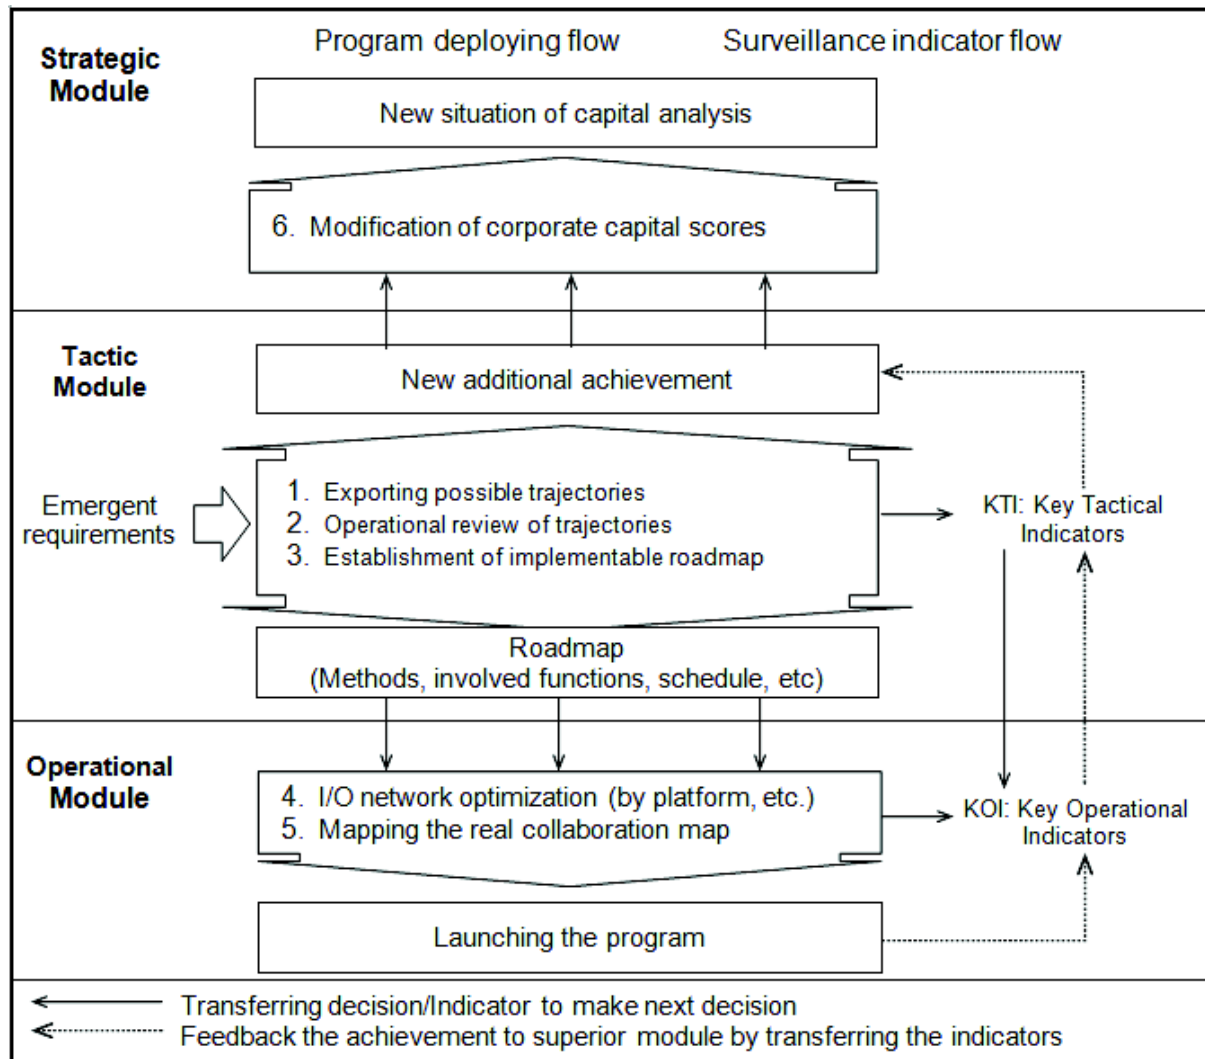 Program deploying flow
Surveillance indicator flow
Strategic
Module
New situation of capital analysis
6. Modification of corporate capital scores
Tactic
Module
New additional achievement
Emergent
requirements
1. Exporting possible trajectories
2. Operational review of trajectories
3. Establishment of implementable roadmap
KTI: Key Tactical
Indicators
Roadmap
(Methods, involved functions, schedule, etc)
Operational
Module
4. I/O network optimization (by platform, etc.)
5. Mapping the real collaboration map
KOI: Key Operational
Indicators
Launching the program
Transferring decision/Indicator to make next decision
Feedback the achievement to superior module by transferring the indicators